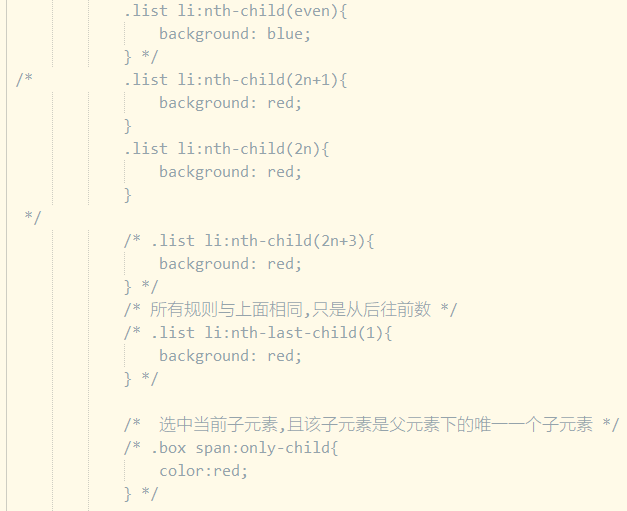 .list li:nth-child(even){
background: blue;
} */
/* .list li:nth-child(2n+1){
background: red;
}
.list li:nth-child(2n){
background: red;
}
*/
/* .list li:nth-child(2n+3){
background: red;
} */
/* 所有规则与上面相同,只是从后往前数 */
/* .list li:nth-last-child(1){
background: red;
} */
/* 选中当前子元素,且该子元素是父元素下的唯一一个子元素 */
/* .box span:only-child{
color:red;
} */